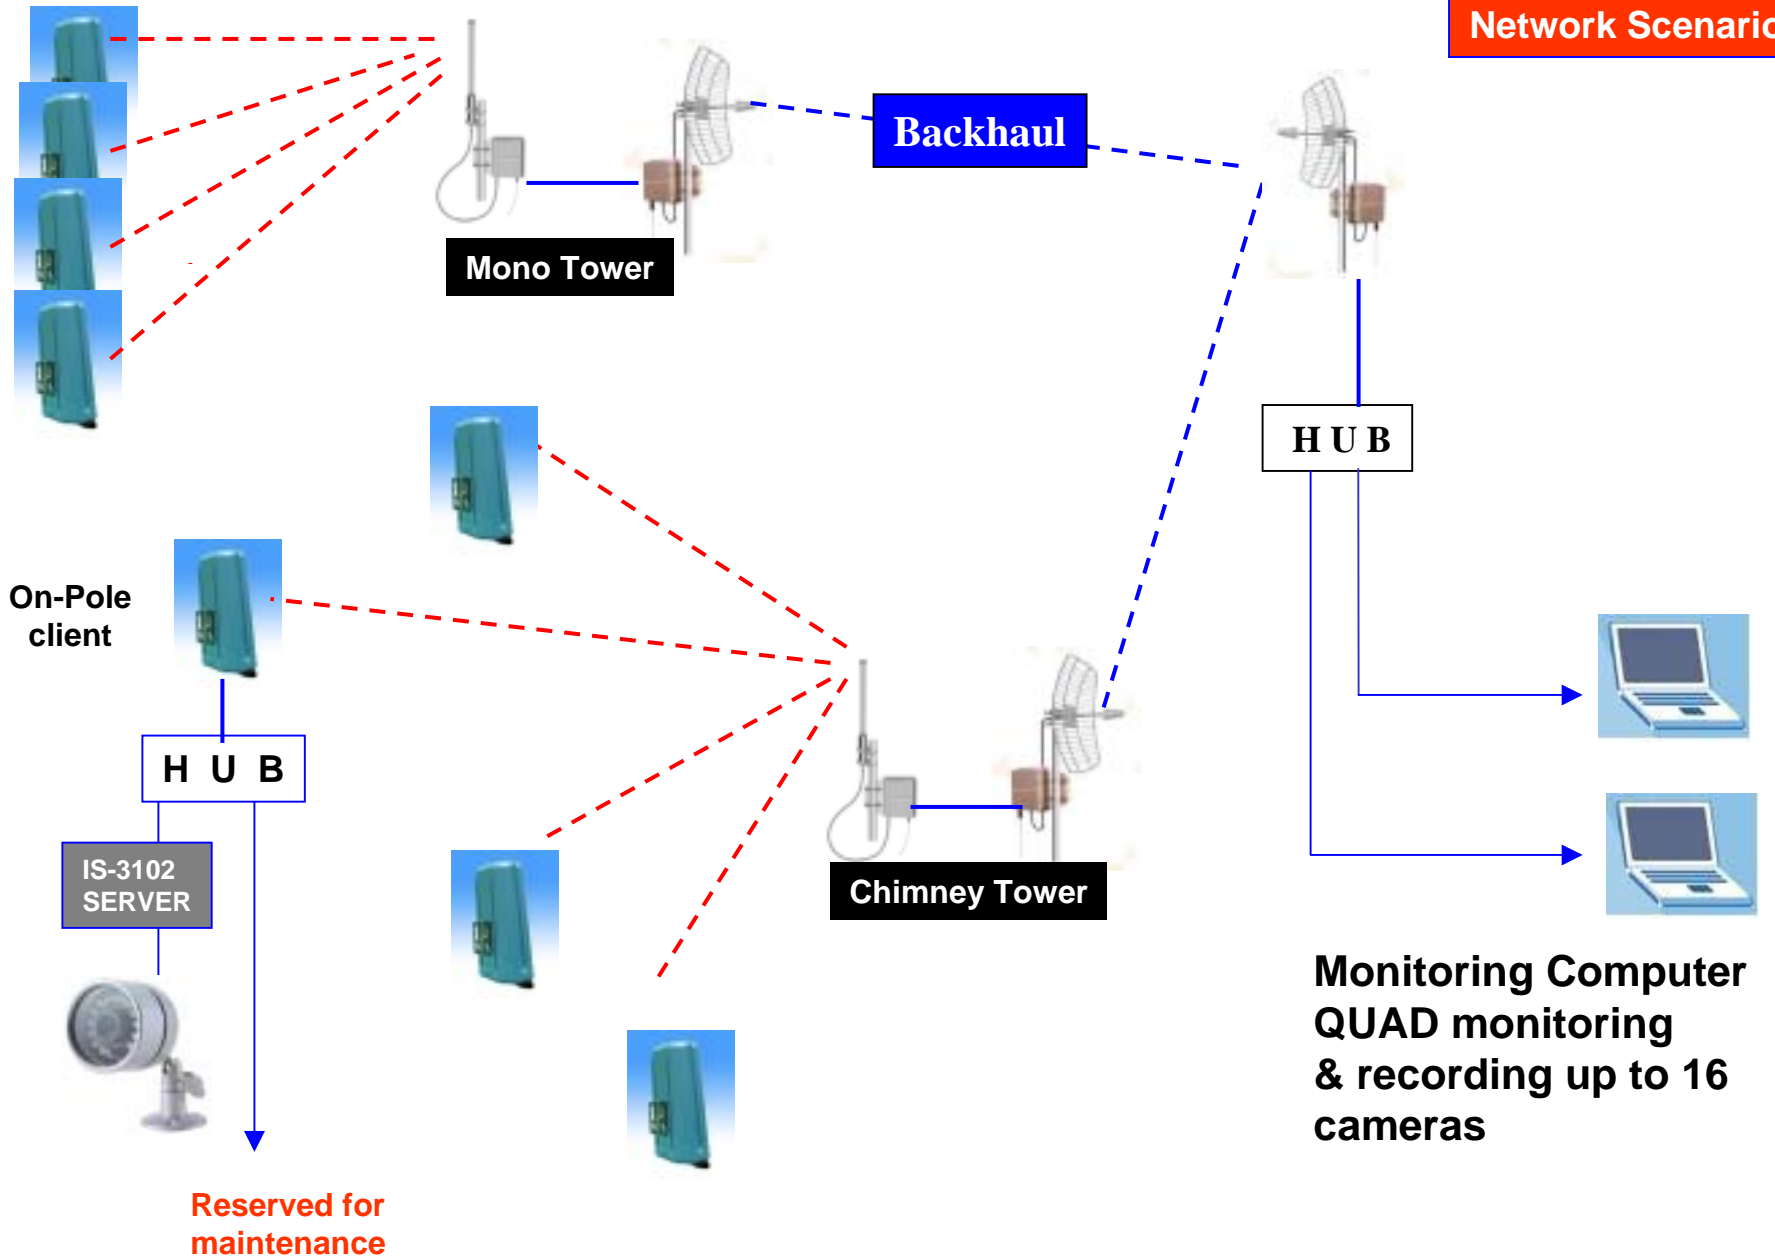 Network Scenario
Backhaul
Mono Tower
H U B
On-Pole
client
H U B
IS-3102
SERVER
Chimney Tower
Monitoring Computer
QUAD monitoring
& recording up to 16
cameras
Reserved for
maintenance